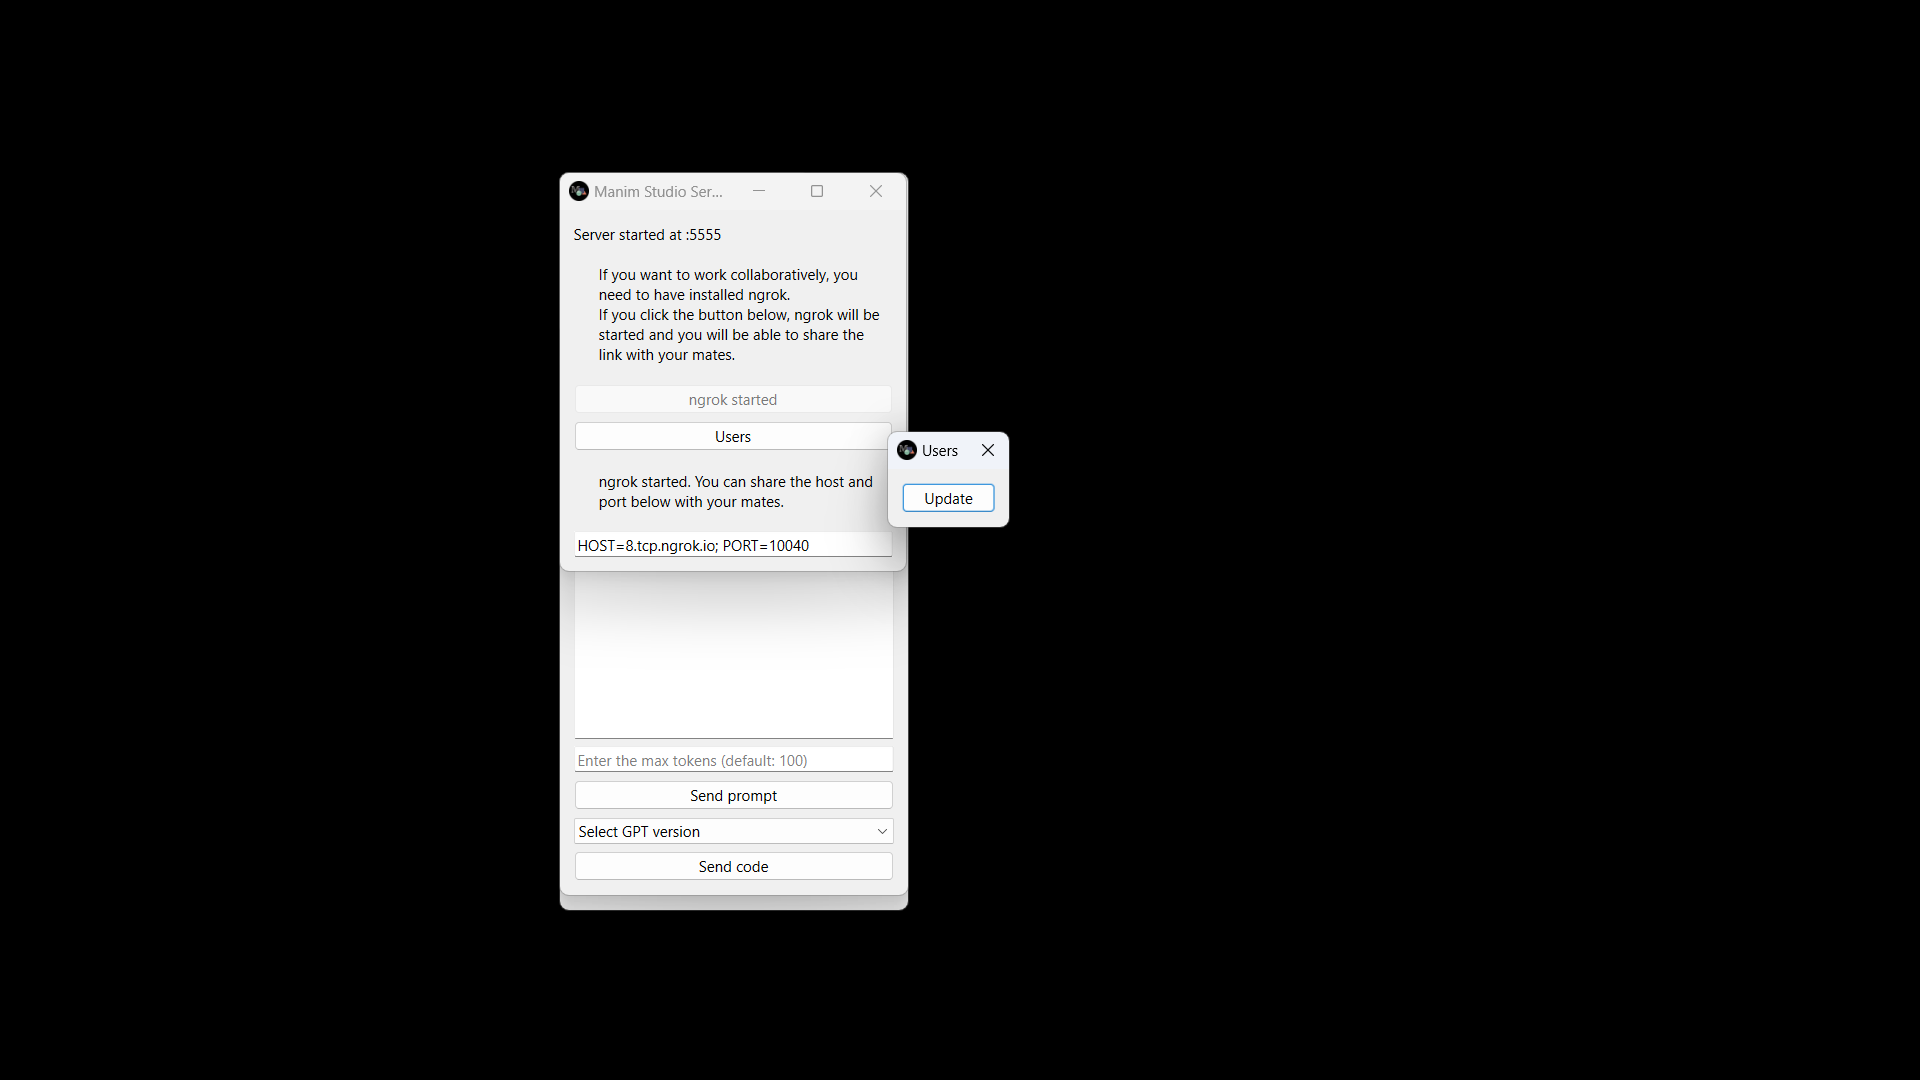 Manim Studio Ser...
Server started at :5555
If you want to work collaboratively, you
need to have installed ngrok.
If you click the button below, ngrok will be
started and you will be able to share the
link with your mates.
ngrok started
Users
Users
Update
ngrok started. You can share the host and
port below with your mates.
HOST=8.tcp.ngrok.io; PORT=10040
Enter the max tokens (default: 100)
Send prompt
Select GPT version
Send code